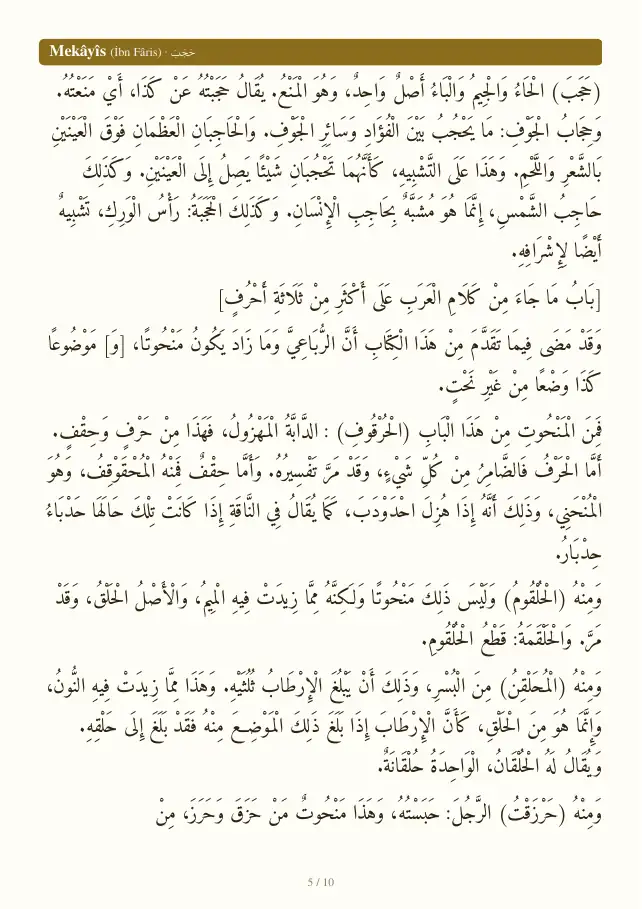 Mekâyîs (İbn Fâris) · حَجَبَ
(حَجَبَ) الْحَاءُ وَالْجِيمُ وَالْبَاءُ أَصْلٌ وَاحِدٌ، وَهُوَ الْمَنْعُ. يُقَالُ حَجَبْتُهُ عَنْ كَذَا، أَيْ مَنَعْتُهُ.
وَحِجَابُ الْجَوْفِ: مَا يَحْجُبُ بَيْنَ الْفُؤَادِ وَسَائِرِ الْجَوْفِ. وَالْحَاجِبَانِ الْعَظْمَانِ فَوْقَ الْعَيْنَيْنِ
بِالشَّعْرِ وَاللَّحْمِ. وَهَذَا عَلَى التَّشْبِيهِ، كَأَنَّهُمَا تَحْجُبَانِ شَيْئًا يَصِلُ إِلَى الْعَيْنَيْنِ. وَكَذَلِكَ
حَاجِبُ الشَّمْسِ، إِنَّمَا هُوَ مُشَبَّهٌ بِحَاجِبِ الْإِنْسَانِ. وَكَذَلِكَ الْحَجَبَةُ: رَأْسُ الْوَرِكِ، تَشْبِيهٌ
أَيْضًا لِإِشْرَافِهِ.
[بَابُ مَا جَاءَ مِنْ كَلَامِ الْعَرَبِ عَلَى أَكْثَرِ مِنْ ثَلَاثَةِ أَحْرُفٍ]
وَقَدْ مَضَى فِيمَا تَقَدَّمَ مِنْ هَذَا الْكِتَابِ أَنَّ الرُّبَاعِيَّ وَمَا زَادَ يَكُونُ مَنْحُوتًا، [وَ] مَوْضُوعًا
كَذَا وَضْعًا مِنْ غَيْرِ نَحْتٍ.
فَمِنَ الْمَنْحُوتِ مِنْ هَذَا الْبَابِ (الْحُرْقُوفِ) : الدَّابَّةُ الْمَهْزُولُ، فَهَذَا مِنْ حَرْفٍ وَحِقْفٍ.
أَمَّا الْحَرْفُ فَالضَّامِرُ مِنْ كُلِّ شَيْءٍ، وَقَدْ مَرَّ تَفْسِيرُهُ. وَأَمَّا حِقْفٌ فَمِنْهُ الْمُحْقَوْقِفُ، وَهُوَ
الْمُنْحَنِي، وَذَلِكَ أَنَّهُ إِذَا هُزِلَ احْدَوْدَبَ، كَمَا يُقَالُ فِي النَّاقَةِ إِذَا كَانَتْ تِلْكَ حَالَهَا حَدْبَاءُ
حِدْبَارُ.
وَمِنْهُ (الْحُلْقُومُ) وَلَيْسَ ذَلِكَ مَنْحُوتًا وَلَكِنَّهُ مِمَّا زِيدَتْ فِيهِ الْمِيمُ، وَالْأَصْلُ الْحَلْقُ، وَقَدْ
مَرَّ. وَالْحَلْقَمَةُ: قَطْعُ الْحُلْقُومِ.
وَمِنْهُ (الْمُحَلْقِنُ) مِنَ الْبُسْرِ، وَذَلِكَ أَنْ يَبْلُغَ الْإِرْطَابُ ثُلُثَيْهِ. وَهَذَا مِمَّا زِيدَتْ فِيهِ النُّونُ،
وَإِنَّمَا هُوَ مِنَ الْحَلْقِ، كَأَنَّ الْإِرْطَابَ إِذَا بَلَغَ ذَلِكَ الْمَوْضِعَ مِنْهُ فَقَدْ بَلَغَ إِلَى حَلْقِهِ.
وَيُقَالُ لَهُ الْحُلْقَانُ، الْوَاحِدَةُ حُلْقَانَةٌ.
وَمِنْهُ (حَرْزَقْتُ) الرَّجُلَ: حَبَسْتُهُ، وَهَذَا مَنْحُوتٌ مَنْ حَزَقَ وَحَرَزَ، مِنْ
5 / 10